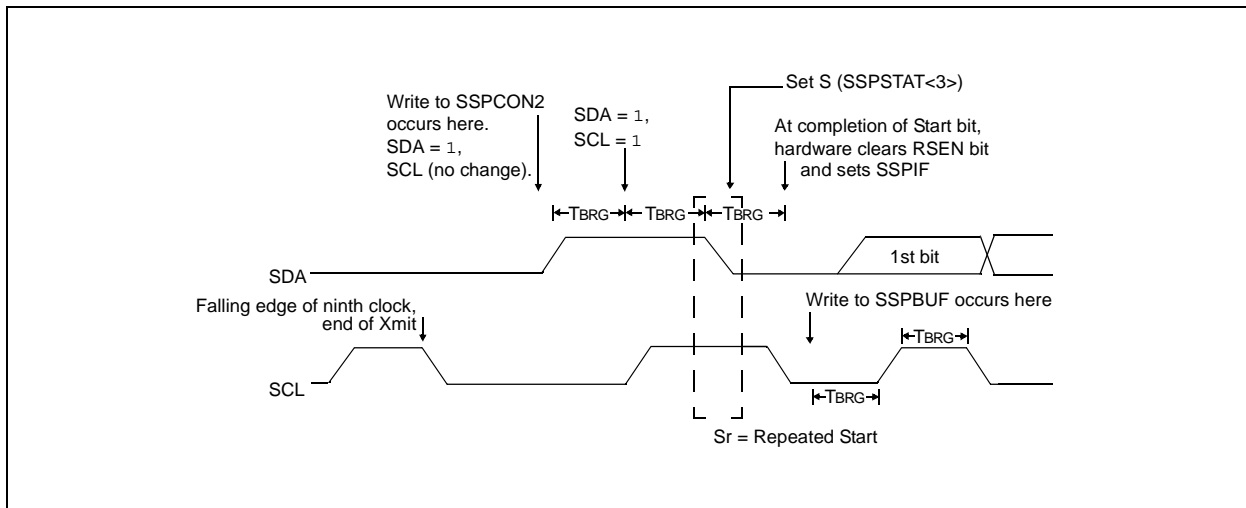 Set S (SSPSTAT<3>)
Write to SSPCON2
occurs here.
SDA = 1,
SCL (no change).
SDA = 1,
SCL = 1
At completion of Start bit,
hardware clears RSEN bit
and sets SSPIF
TBRG
TBRG
TBRG
SDA
1st bit
Falling edge of ninth clock,
end of Xmit
Write to SSPBUF occurs here
TBRG
SCL
TBRG
Sr = Repeated Start